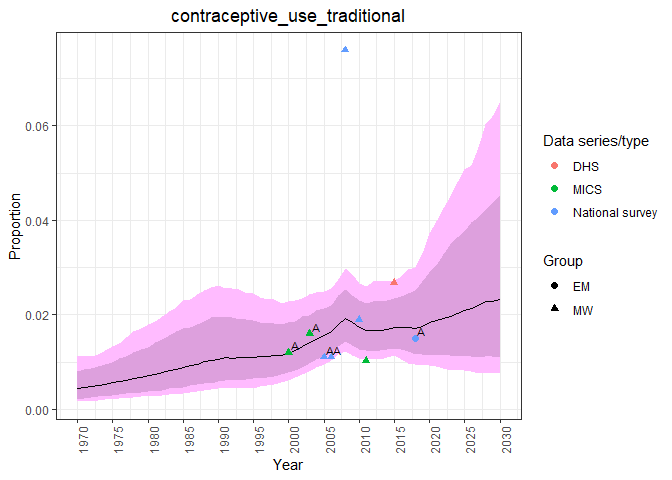 contraceptive_use_traditional
Proportion
0.06
0.04
0.02
0.00
A
A
AA
A
1970
1975
1980
1985
1990
1995
2000
2005
2010
2015
2020
2025
2030
Year
Data series/type
DHS
MICS
National survey
Group
EM
MW